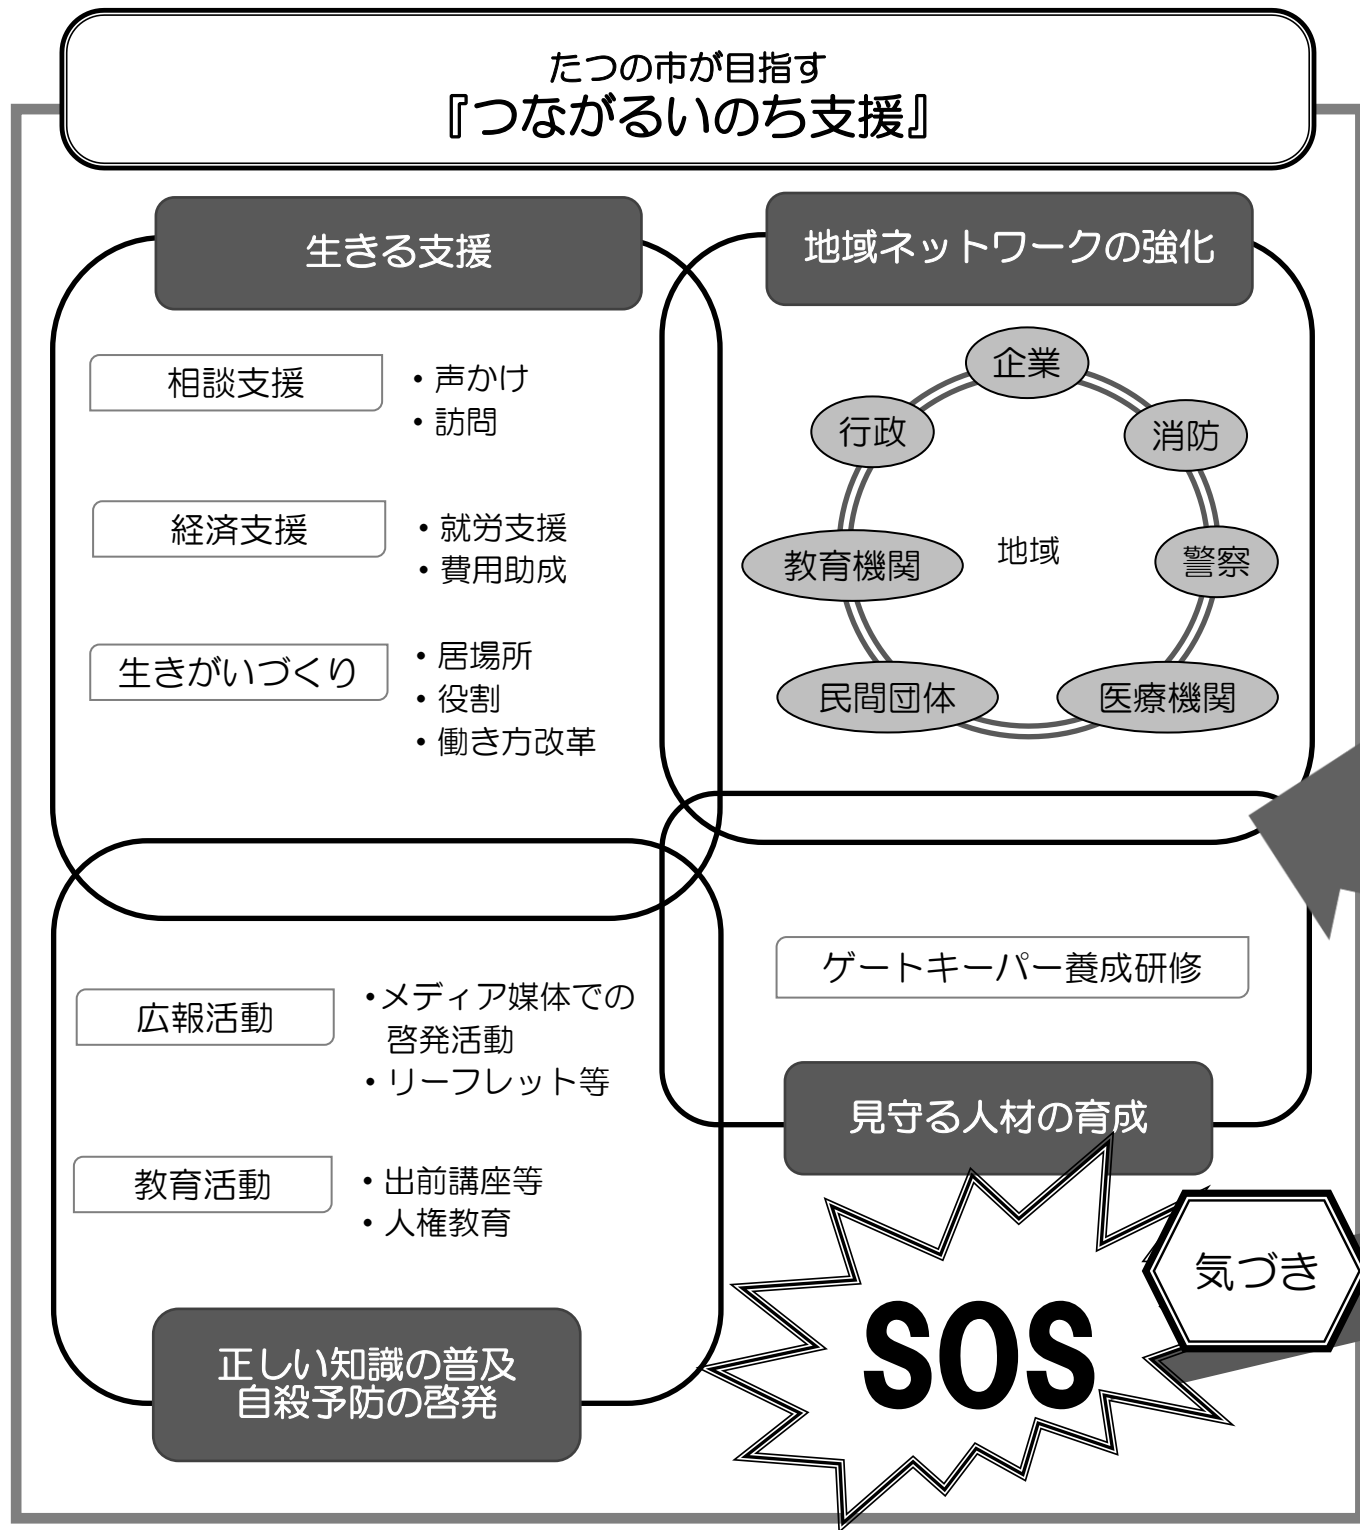 たつの市が目指す
『つながるいのち支援』
生きる支援
相談支援
・声かけ
・訪問
経済支援
・就労支援
・費用助成
生きがいづくり
・居場所
・役割
・働き方改革
地域ネットワークの強化
企業
行政
消防
教育機関
地域
警察
民間団体
医療機関
広報活動
・メディア媒体での
啓発活動
・リーフレット等
教育活動
・出前講座等
・人権教育
正しい知識の普及
自殺予防の啓発
ゲートキーパー養成研修
見守る人材の育成
SOS
気づき